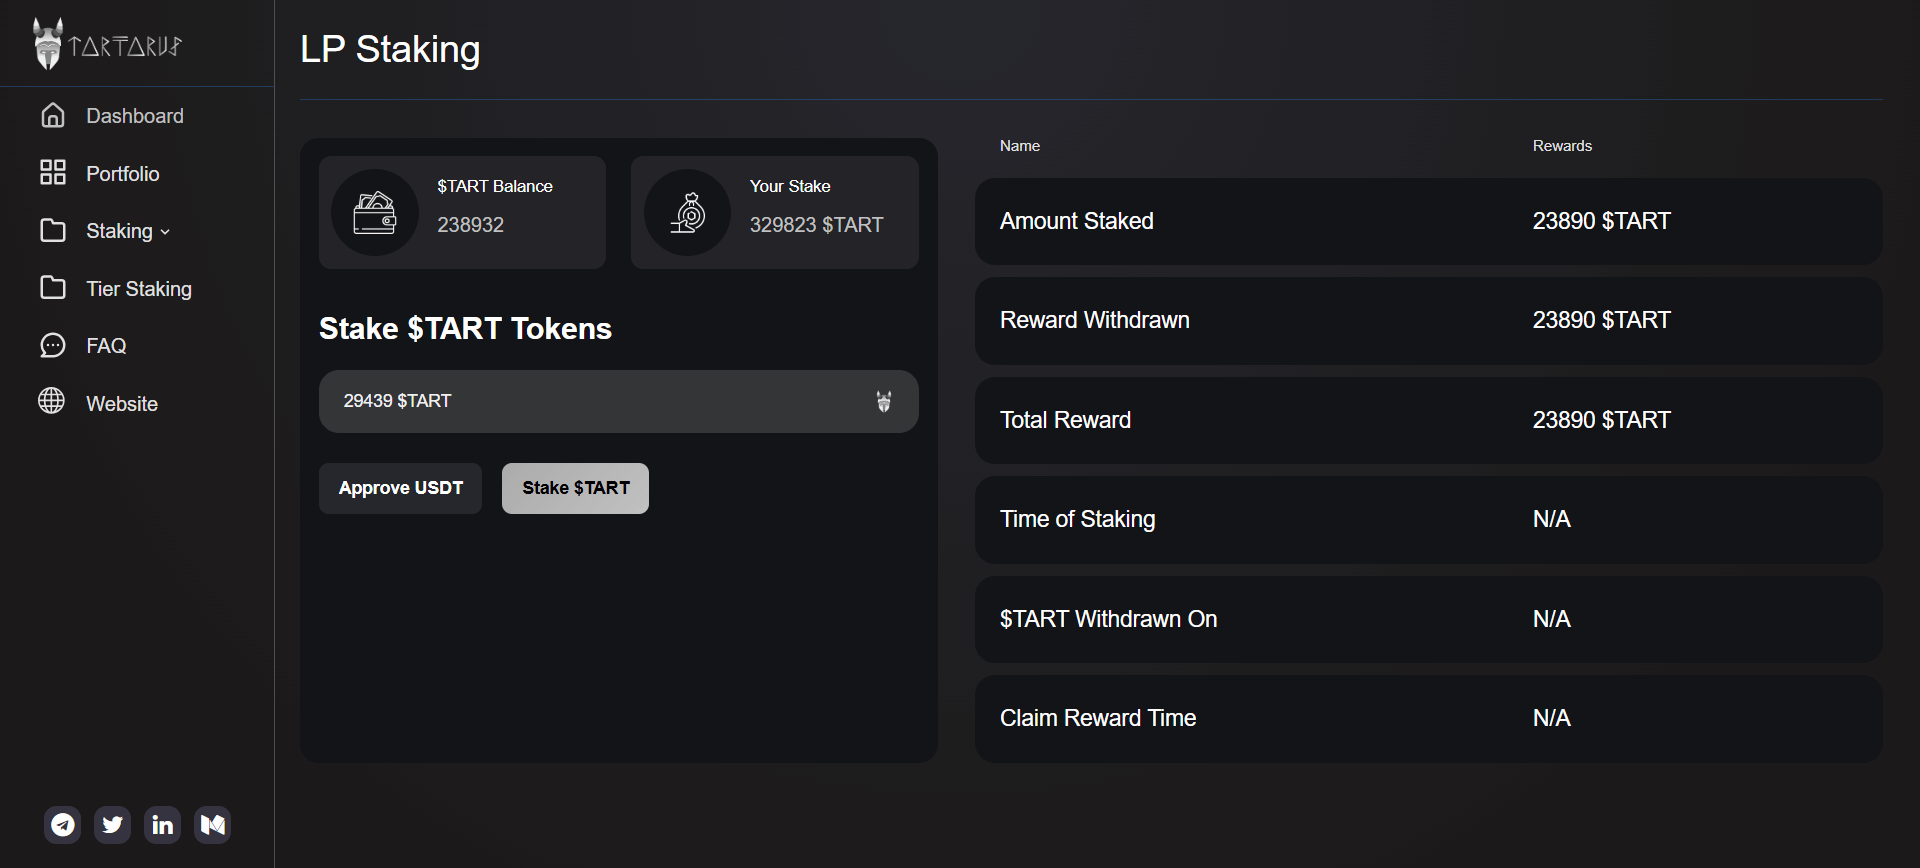 TARTARUS
Dashboard
Portfolio
Staking
Tier Staking
FAQ
Website
LP Staking
$TART Balance
238932
Your Stake
329823 $TART
Stake $TART Tokens
29439 $TART
Approve USDT
Stake $TART
Name
Rewards
Amount Staked
23890 $TART
Reward Withdrawn
23890 $TART
Total Reward
23890 $TART
Time of Staking
N/A
$TART Withdrawn On
N/A
Claim Reward Time
N/A